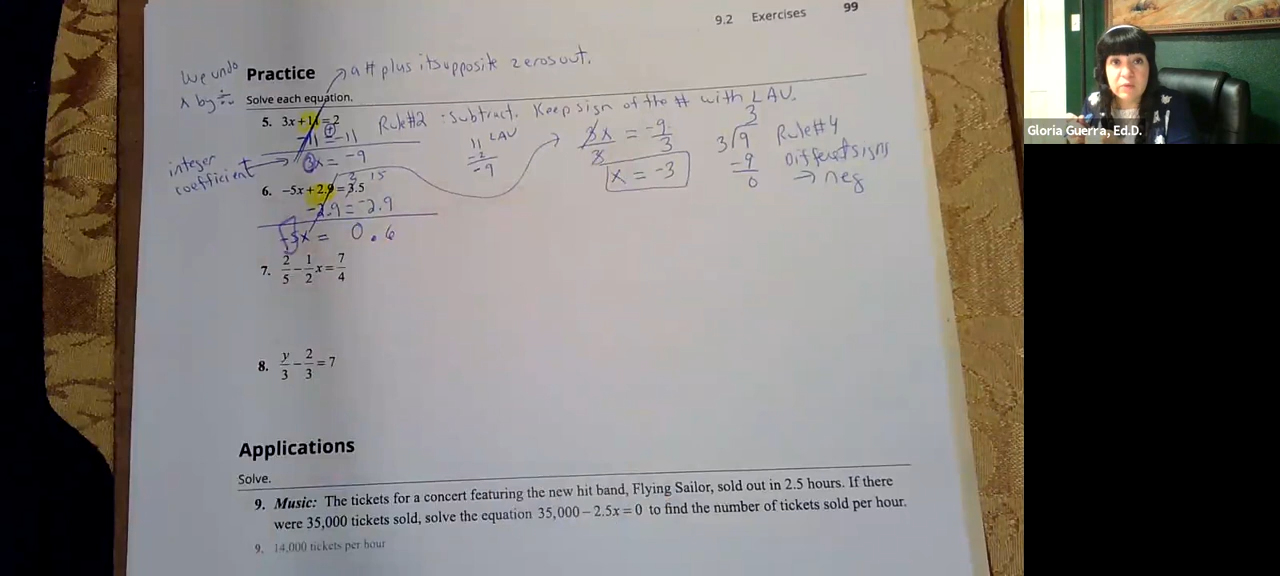 9.2 Exercises 99
We undo
x by ÷
Practice
a # plus its opposite zeros out.
Solve each equation.
5. 3x+11=2
-11 -11
3x = -9
Rule #2 : Subtract. Keep sign of the # with LAV.
11 LAV
-2
-9
3x = -9
3 3
x = -3
3
3)9
-9
0
Rule #4
Different signs
→ neg
integer
coefficient
6. −5x+2.9=3.5
-2.9=-2.9
-5x = 0.6
7. 2/5 − 1/2 x = 7/4
8. y/3 − 2/3 = 7
Applications
Solve.
9. Music: The tickets for a concert featuring the new hit band, Flying Sailor, sold out in 2.5 hours. If there
were 35,000 tickets sold, solve the equation 35,000−2.5x=0 to find the number of tickets sold per hour.
9. 14,000 tickets per hour
Gloria Guerra, Ed.D.